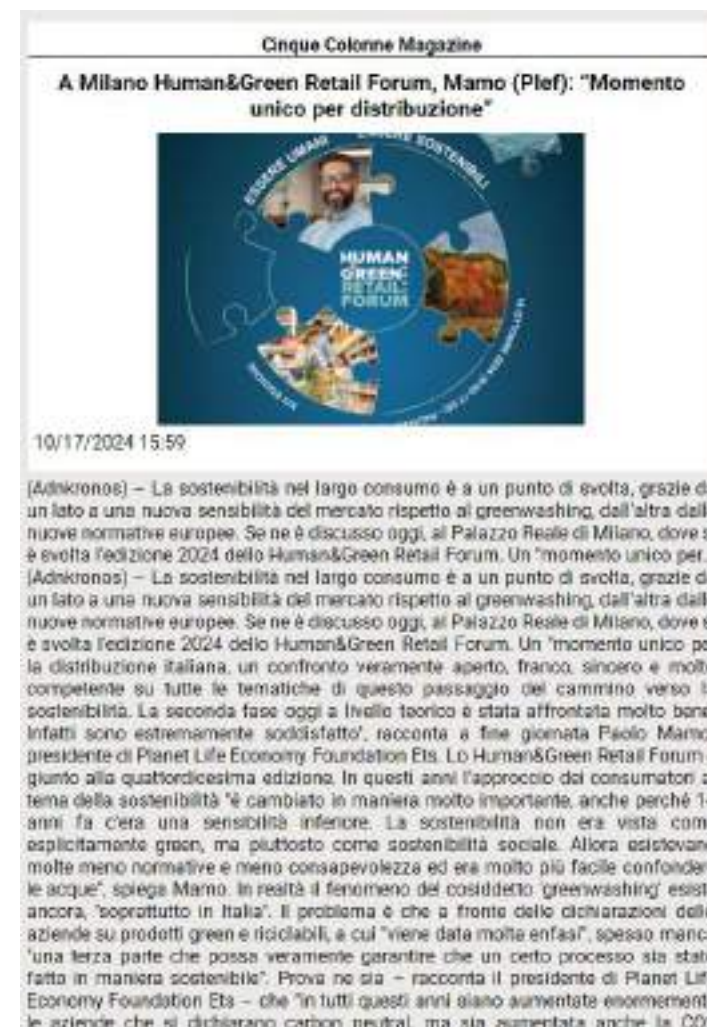 Cinque Colonne Magazine
A Milano Human&Green Retail Forum, Mamo (Plef): “Momento
unico per distribuzione”
ESSERE UMANI
ESSERE SOSTENIBILI
HUMAN
&GREEN
RETAIL
FORUM
10/17/2024 15:59
(Adnkronos) – La sostenibilità nel largo consumo è a un punto di svolta, grazie d
un lato a una nuova sensibilità del mercato rispetto al greenwashing, dall'altra dall
nuove normative europee. Se ne è discusso oggi, al Palazzo Reale di Milano, dove s
è svolta l'edizione 2024 dello Human&Green Retail Forum. Un "momento unico per.
(Adnkronos) – La sostenibilità nel largo consumo è a un punto di svolta, grazie d
un lato a una nuova sensibilità del mercato rispetto al greenwashing, dall'altra dall
nuove normative europee. Se ne è discusso oggi, al Palazzo Reale di Milano, dove s
è svolta l'edizione 2024 dello Human&Green Retail Forum. Un "momento unico pe
la distribuzione italiana, un confronto veramente aperto, franco, sincero e molto
competente su tutte le tematiche di questo passaggio del cammino verso l
sostenibilità. La seconda fase oggi a livello teorico è stata affrontata molto bene
Infatti sono estremamente soddisfatto", racconta a fine giornata Paolo Mamo,
presidente di Planet Life Economy Foundation Ets. Lo Human&Green Retail Forum
giunto alla quattordicesima edizione. In questi anni l'approccio dei consumatori a
tema della sostenibilità "è cambiato in maniera molto importante, anche perché 1
anni fa c'era una sensibilità inferiore. La sostenibilità non era vista com
esplicitamente green, ma piuttosto come sostenibilità sociale. Allora esistevan
molte meno normative e meno consapevolezza ed era molto più facile confonder
le acque", spiega Mamo. In realtà il fenomeno del cosiddetto 'greenwashing' esist
ancora, "soprattutto in Italia". Il problema è che a fronte delle dichiarazioni dell
aziende su prodotti green e riciclabili, a cui "viene data molta enfasi", spesso manc
"una terza parte che possa veramente garantire che un certo processo sia stat
fatto in maniera sostenibile". Prova ne sia – racconta il presidente di Planet Lif
Economy Foundation Ets – che "in tutti questi anni siano aumentate enormement
le aziende che si dichiarano carbon neutral, ma sia aumentata anche la CO